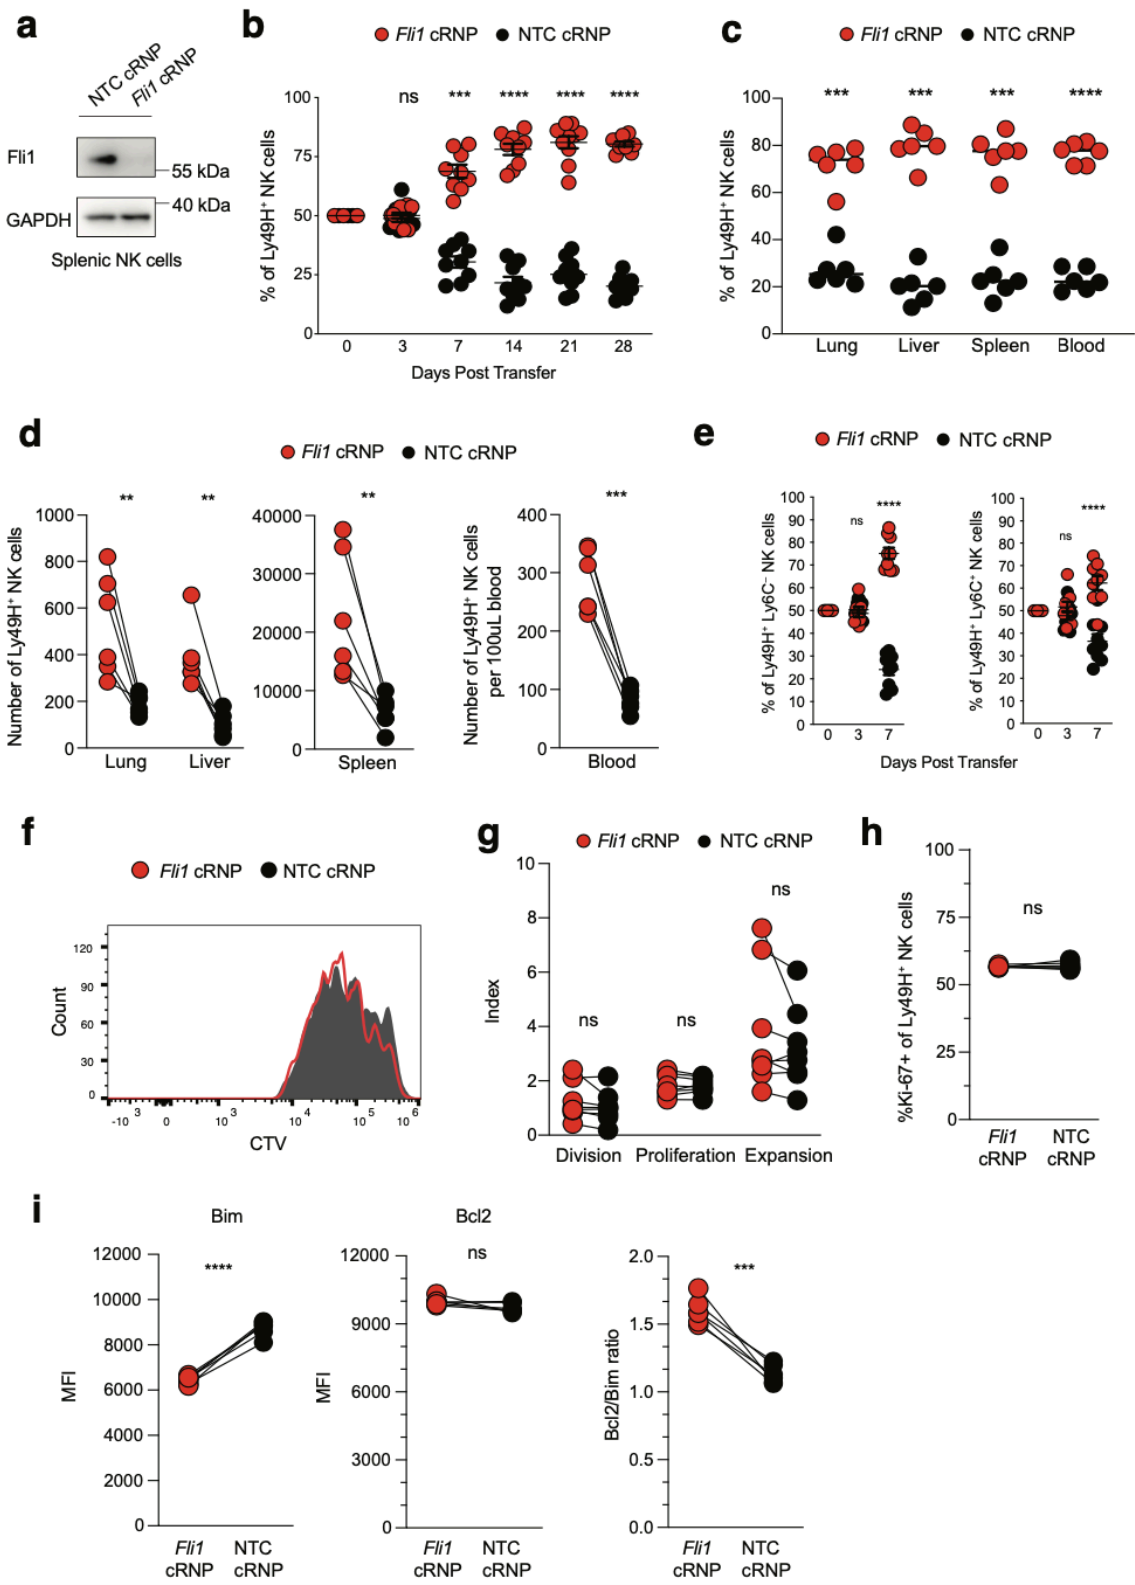 a
NTC cRNP
Fli1 cRNP
Fli1
55 kDa
40 kDa
GAPDH
Splenic NK cells
b
Fli1 cRNP
NTC cRNP
% of Ly49H+ NK cells
100
75
50
25
0
ns
***
****
****
****
0
3
7
14
21
28
Days Post Transfer
c
Fli1 cRNP
NTC cRNP
% of Ly49H+ NK cells
100
80
60
40
20
0
***
***
***
****
Lung
Liver
Spleen
Blood
d
Fli1 cRNP
NTC cRNP
Number of Ly49H+ NK cells
1000
800
600
400
200
0
**
**
Lung
Liver
40000
30000
20000
10000
0
**
Spleen
Number of Ly49H+ NK cells
per 100uL blood
400
300
200
100
0
***
Blood
e
Fli1 cRNP
NTC cRNP
% of Ly49H+ Ly6C− NK cells
100
90
80
70
60
50
40
30
20
10
0
ns
****
0
3
7
% of Ly49H+ Ly6C+ NK cells
100
90
80
70
60
50
40
30
20
10
0
ns
****
0
3
7
Days Post Transfer
f
Fli1 cRNP
NTC cRNP
Count
120
90
60
30
0
-10 3
0
10 3
10 4
10 5
10 6
CTV
g
Fli1 cRNP
NTC cRNP
Index
10
8
6
4
2
0
ns
ns
ns
Division
Proliferation
Expansion
h
%Ki-67+ of Ly49H+ NK cells
100
75
50
25
0
ns
Fli1
cRNP
NTC
cRNP
i
Bim
MFI
12000
10000
8000
6000
4000
2000
0
****
Fli1
cRNP
NTC
cRNP
Bcl2
MFI
12000
9000
6000
3000
0
ns
Fli1
cRNP
NTC
cRNP
Bcl2/Bim ratio
2.0
1.5
1.0
0.5
0.0
***
Fli1
cRNP
NTC
cRNP